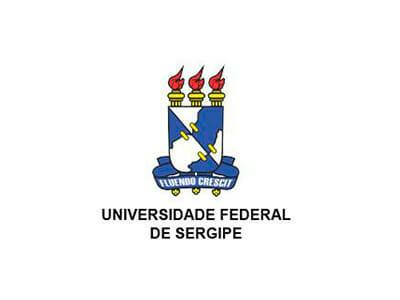 FLUENDO CRESCIT
UNIVERSIDADE FEDERAL
DE SERGIPE